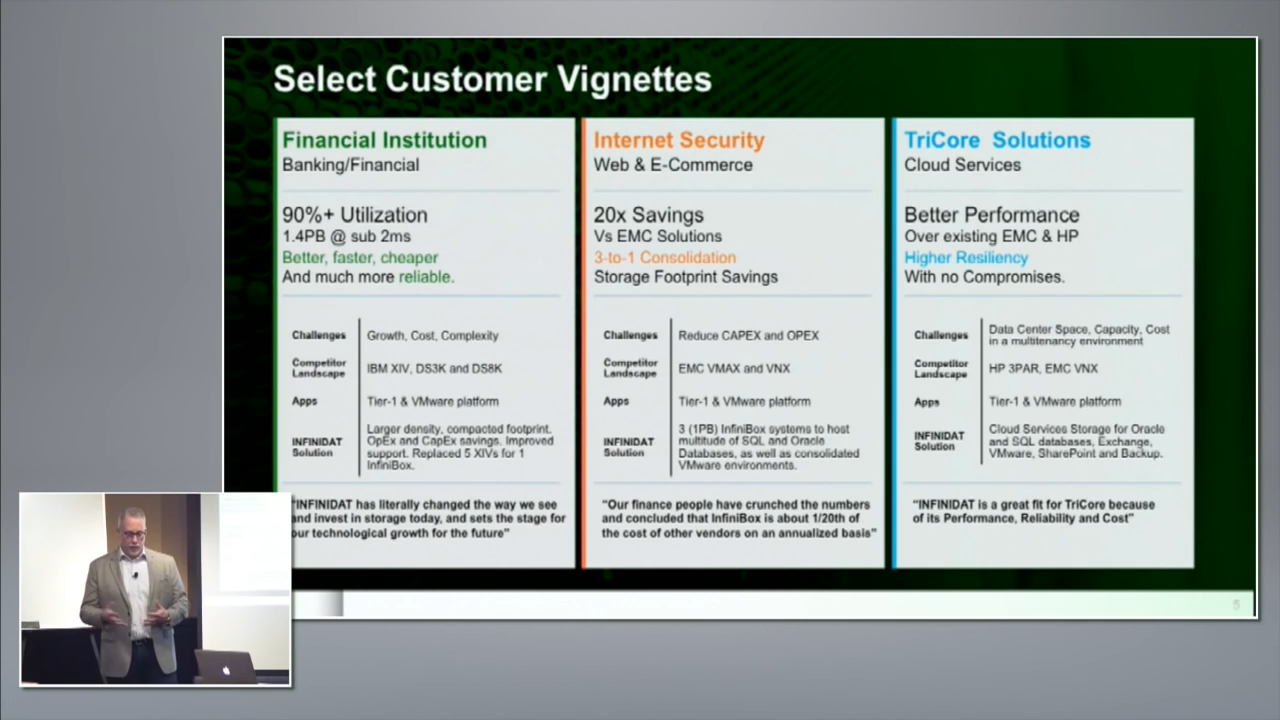 Select Customer Vignettes
Financial Institution
Banking/Financial
90%+ Utilization
1.4PB @ sub 2ms
Better, faster, cheaper
And much more reliable.
Challenges
Growth, Cost, Complexity
Competitor
Landscape
IBM XIV, DS3K and DS8K
Apps
Tier-1 & VMware platform
INFINIDAT
Solution
Larger density, compacted footprint.
OpEx and CapEx savings. Improved
support. Replaced 5 XIVs for 1
InfiniBox.
"INFINIDAT has literally changed the way we see
and invest in storage today, and sets the stage for
our technological growth for the future"
Internet Security
Web & E-Commerce
20x Savings
Vs EMC Solutions
3-to-1 Consolidation
Storage Footprint Savings
Challenges
Reduce CAPEX and OPEX
Competitor
Landscape
EMC VMAX and VNX
Apps
Tier-1 & VMware platform
INFINIDAT
Solution
3 (1PB) InfiniBox systems to host
multitude of SQL and Oracle
Databases, as well as consolidated
VMware environments.
"Our finance people have crunched the numbers
and concluded that InfiniBox is about 1/20th of
the cost of other vendors on an annualized basis"
TriCore Solutions
Cloud Services
Better Performance
Over existing EMC & HP
Higher Resiliency
With no Compromises.
Challenges
Data Center Space, Capacity, Cost
in a multitenancy environment
Competitor
Landscape
HP 3PAR, EMC VNX
Apps
Tier-1 & VMware platform
INFINIDAT
Solution
Cloud Services Storage for Oracle
and SQL databases, Exchange,
VMware, SharePoint and Backup.
"INFINIDAT is a great fit for TriCore because
of its Performance, Reliability and Cost"
5